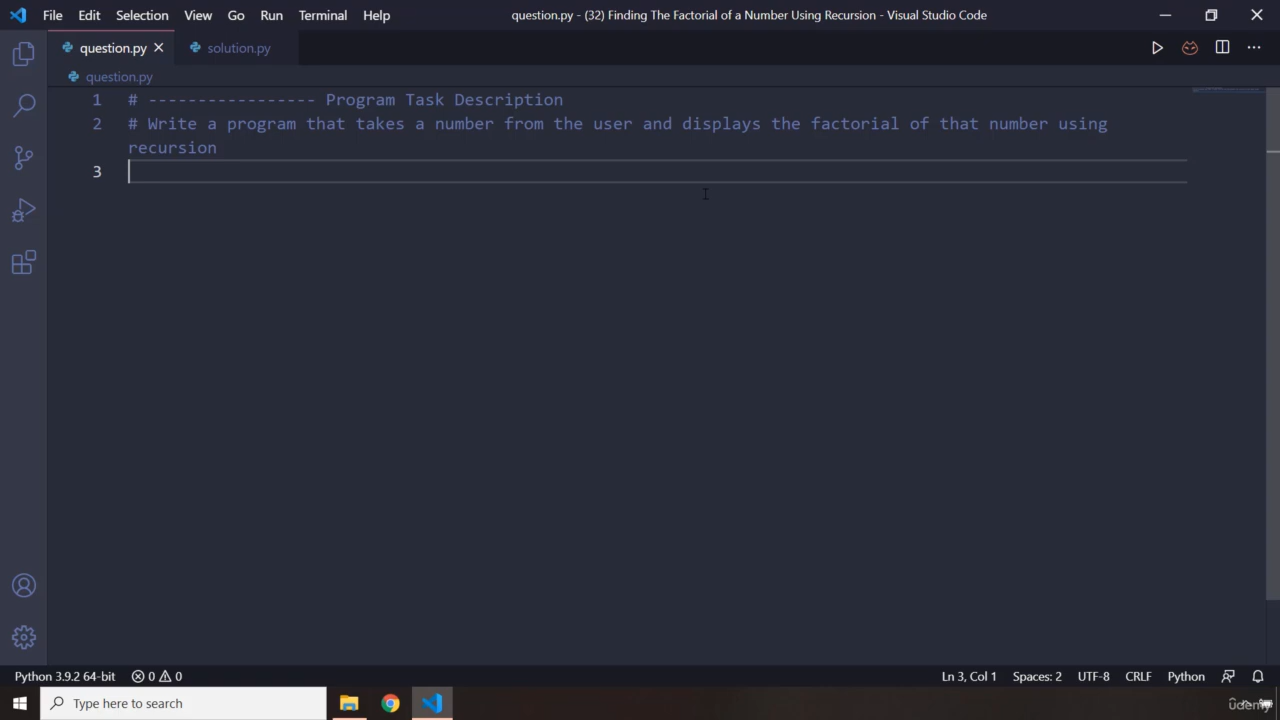 File Edit Selection View Go Run Terminal Help question.py - (32) Finding The Factorial of a Number Using Recursion - Visual Studio Code
question.py solution.py
question.py
1 # ----------------- Program Task Description
2 # Write a program that takes a number from the user and displays the factorial of that number using
recursion
3
Python 3.9.2 64-bit 0 0 Ln 3, Col 1 Spaces: 2 UTF-8 CRLF Python
Type here to search
udemy